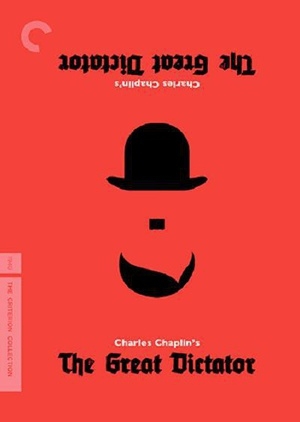 Charles Chaplin's
The Great Dictator
Charles Chaplin's
The Great Dictator
THE CRITERION COLLECTION